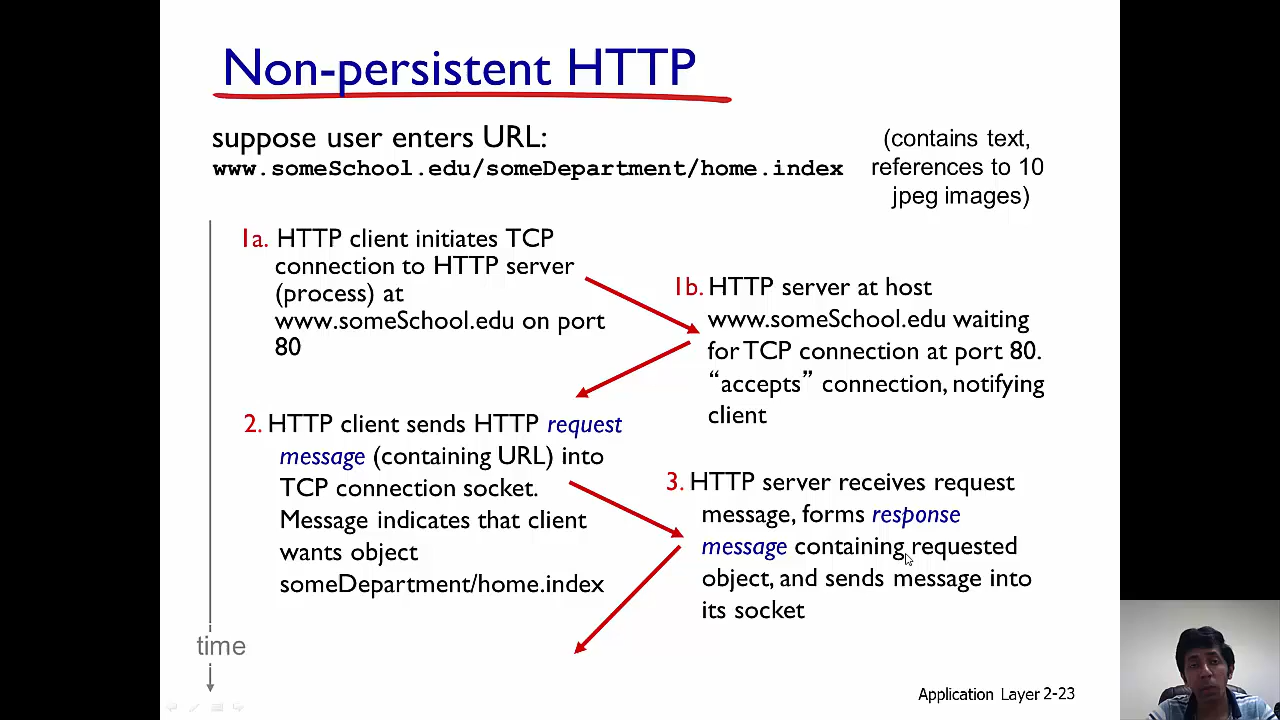 Non-persistent HTTP
suppose user enters URL:
www.someSchool.edu/someDepartment/home.index
(contains text,
references to 10
jpeg images)
1a. HTTP client initiates TCP
connection to HTTP server
(process) at
www.someSchool.edu on port
80
1b. HTTP server at host
www.someSchool.edu waiting
for TCP connection at port 80.
“accepts” connection, notifying
client
2. HTTP client sends HTTP request
message (containing URL) into
TCP connection socket.
Message indicates that client
wants object
someDepartment/home.index
3. HTTP server receives request
message, forms response
message containing requested
object, and sends message into
its socket
time
Application Layer 2-23